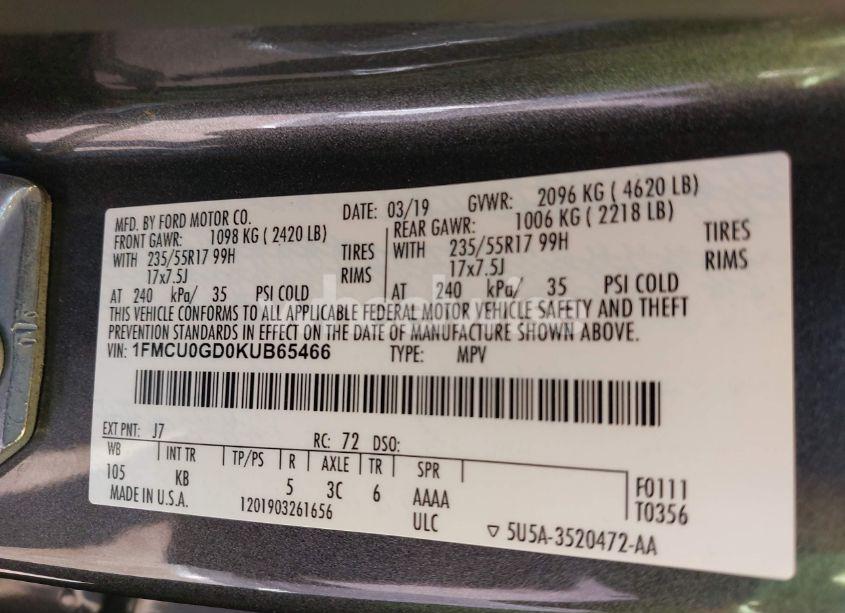 MFD. BY FORD MOTOR CO. DATE: 03/19 GVWR: 2096 KG ( 4620 LB)
FRONT GAWR: 1098 KG ( 2420 LB) REAR GAWR: 1006 KG ( 2218 LB)
WITH 235/55R17 99H TIRES WITH 235/55R17 99H TIRES
17x7.5J RIMS 17x7.5J RIMS
AT 240 kPa/ 35 PSI COLD AT 240 kPa/ 35 PSI COLD
THIS VEHICLE CONFORMS TO ALL APPLICABLE FEDERAL MOTOR VEHICLE SAFETY AND THEFT
PREVENTION STANDARDS IN EFFECT ON THE DATE OF MANUFACTURE SHOWN ABOVE.
VIN: 1FMCU0GD0KUB65466 TYPE: MPV
EXT PNT: J7 RC: 72 DSO:
WB INT TR TP/PS R AXLE TR SPR
105 KB 5 3C 6 AAAA F0111
MADE IN U.S.A. 1201903261656 ULC T0356
5U5A-3520472-AA